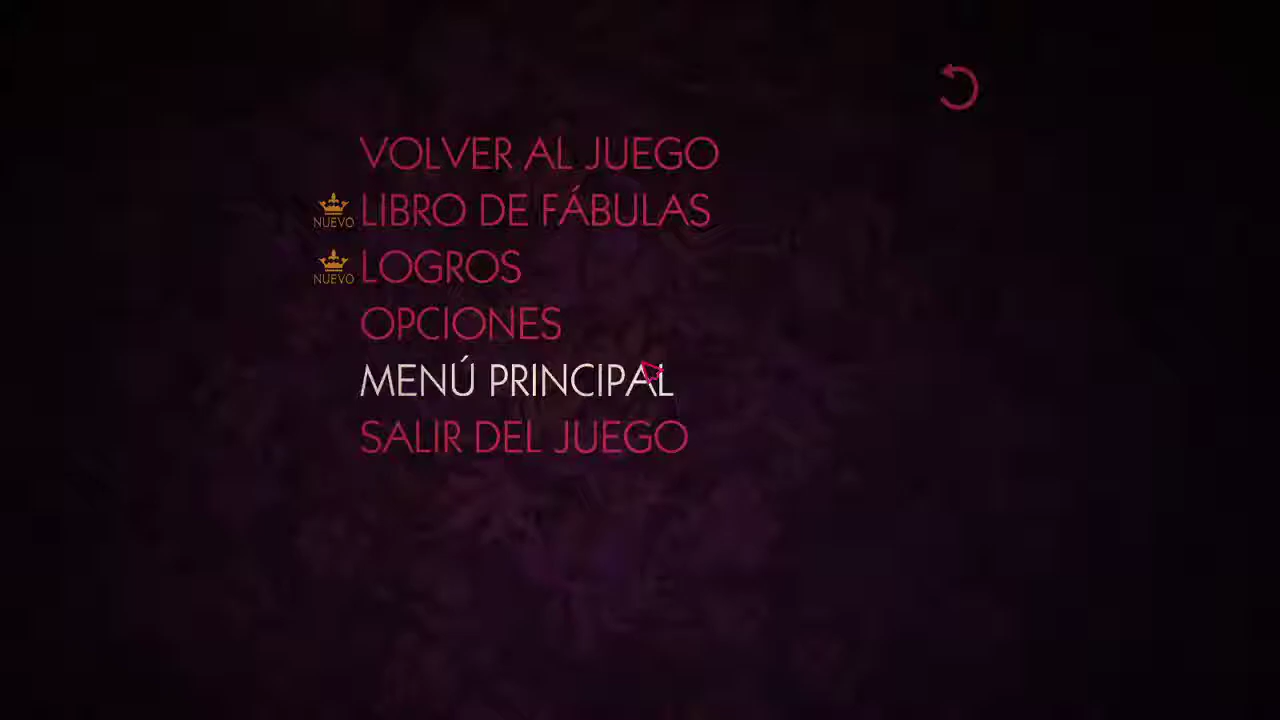 VOLVER AL JUEGO
NUEVO LIBRO DE FÁBULAS
NUEVO LOGROS
OPCIONES
MENÚ PRINCIPAL
SALIR DEL JUEGO